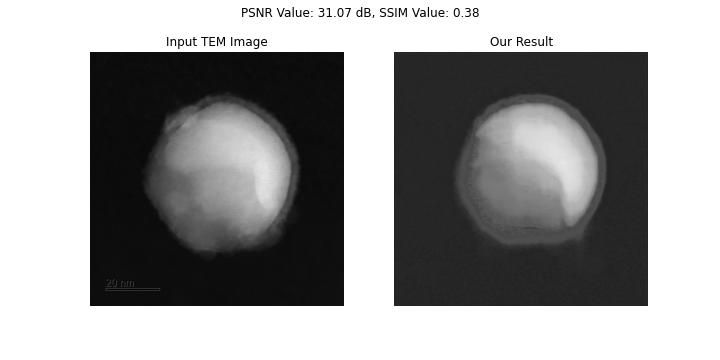 PSNR Value: 31.07 dB, SSIM Value: 0.38
Input TEM Image
Our Result
20 nm